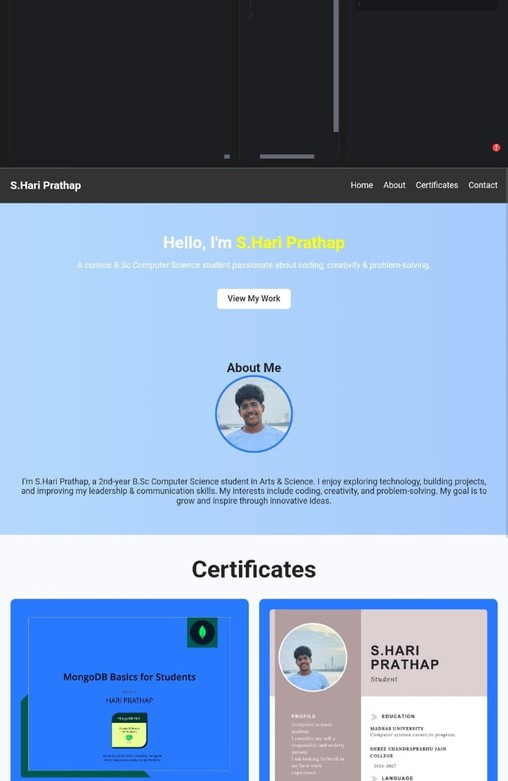 1
2
1
S.Hari Prathap
Home About Certificates Contact
Hello, I'm S.Hari Prathap
A curious B.Sc Computer Science student passionate about coding, creativity & problem-solving.
View My Work
About Me
I'm S.Hari Prathap, a 2nd-year B.Sc Computer Science student in Arts & Science. I enjoy exploring technology, building projects,
and improving my leadership & communication skills. My interests include coding, creativity, and problem-solving. My goal is to
grow and inspire through innovative ideas.
Certificates
MongoDB Basics for Students
HARI PRATHAP
S.HARI
PRATHAP
Student
PROFILE
Computer science
student.
I consider my self a
responsible and orderly
person.
I am looking forward to
my first work
experience.
EDUCATION
MADRAS UNIVERSITY
Computer science current yn progress
SHREE CHANDRAPRABHU JAIN
COLLEGE
2024-2027
LANGUAGE